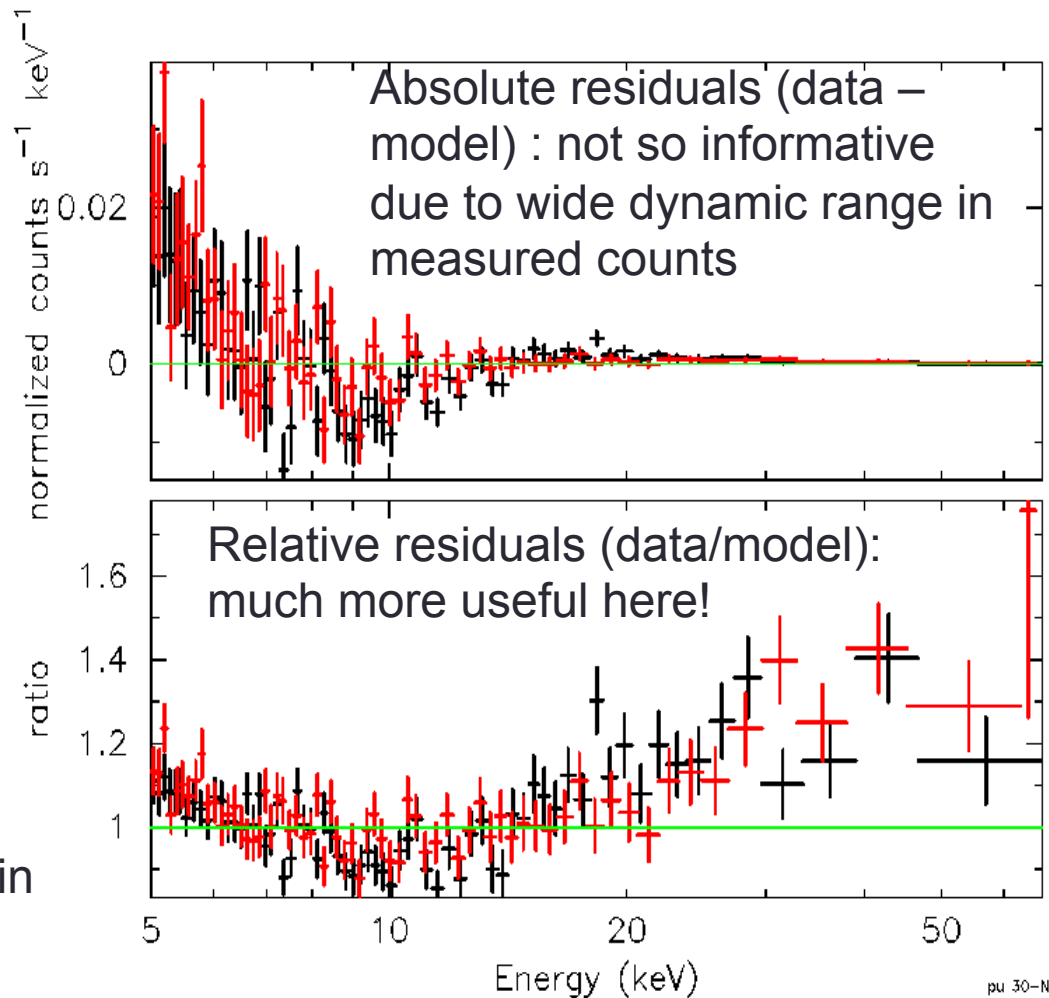 normalized counts s⁻¹ keV⁻¹
0.02
0
Absolute residuals (data –
model) : not so informative
due to wide dynamic range in
measured counts
ratio
1.6
1.4
1.2
1
Relative residuals (data/model):
much more useful here!
in
5 10 20 50
Energy (keV)
pu 30-N